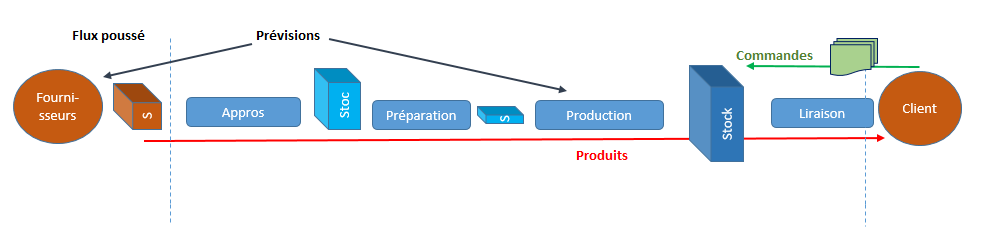 Flux poussé
Prévisions
Commandes
Fourni-
sseurs
S
Appros
Stoc
Préparation
S
Production
Stock
Liraison
Client
Produits